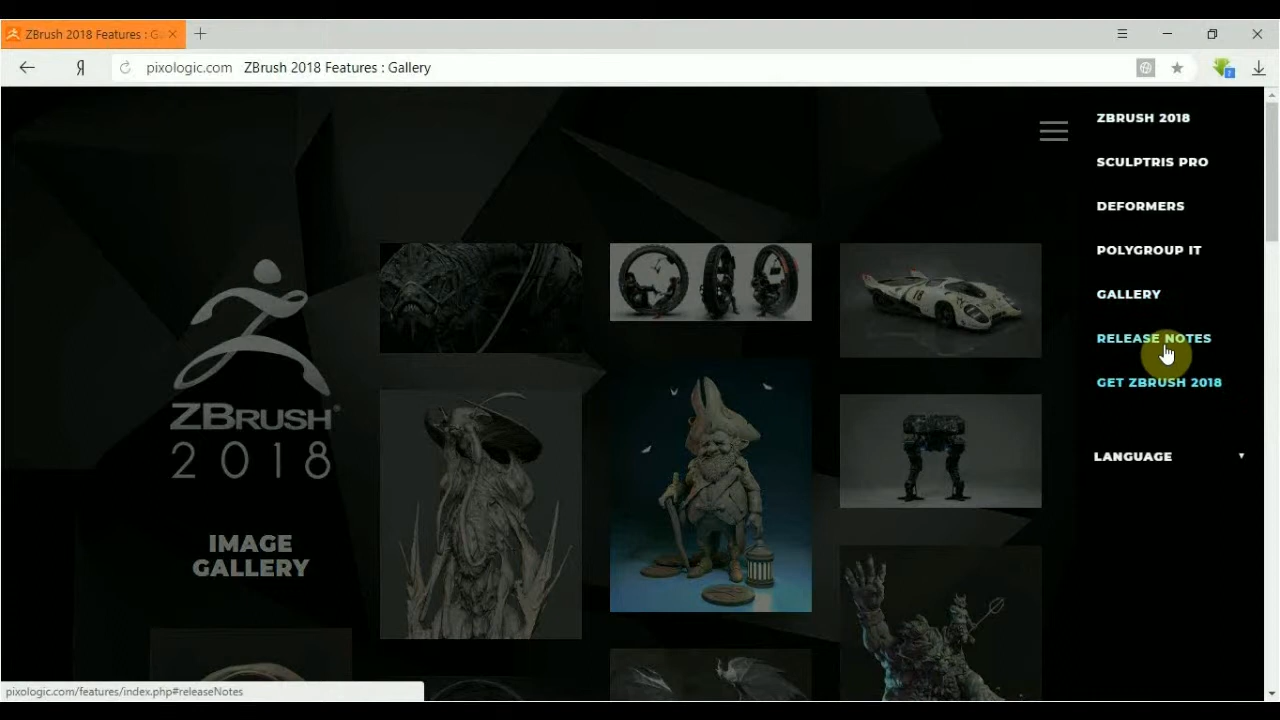 ZBrush 2018 Features : G
Я
pixologic.com ZBrush 2018 Features : Gallery
ZBRUSH 2018
SCULPTRIS PRO
DEFORMERS
POLYGROUP IT
GALLERY
RELEASE NOTES
GET ZBRUSH 2018
LANGUAGE
ZBRUSH
2018
IMAGE
GALLERY
pixologic.com/features/index.php#releaseNotes